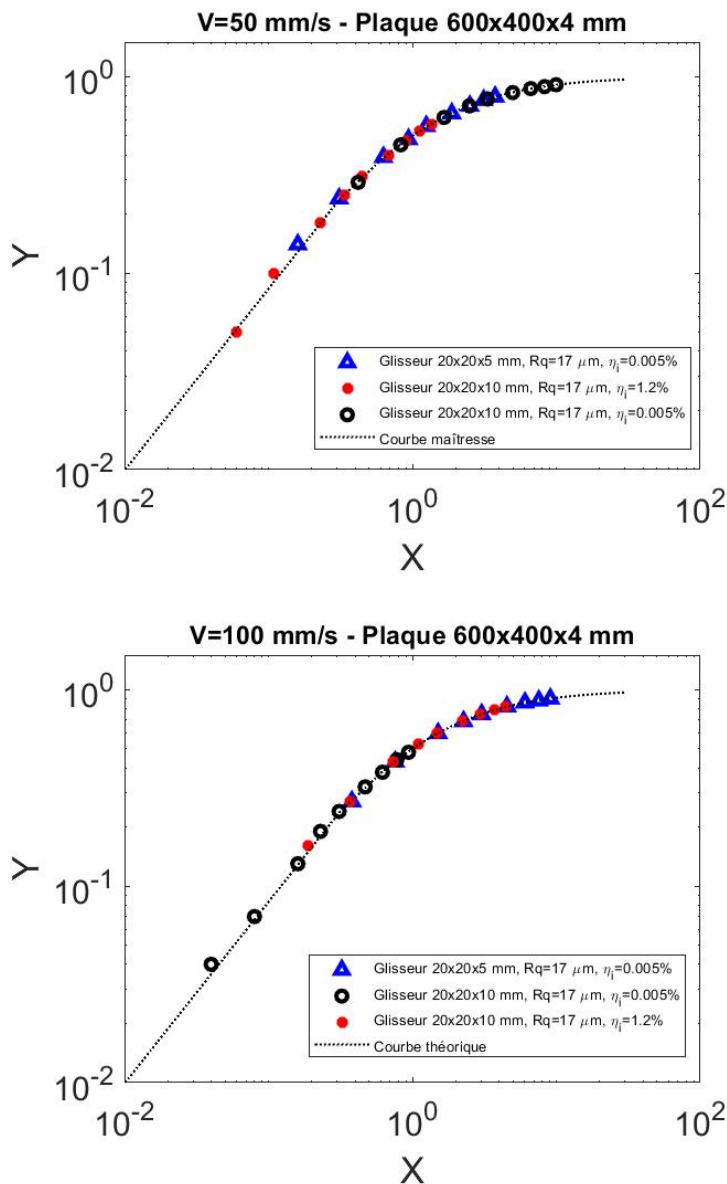 V=50 mm/s - Plaque 600x400x4 mm
10^0
Y
10^-1
Glisseur 20x20x5 mm, Rq=17 μm, η_i=0.005%
Glisseur 20x20x10 mm, Rq=17 μm, η_i=1.2%
Glisseur 20x20x10 mm, Rq=17 μm, η_i=0.005%
Courbe maîtresse
10^-2
10^-2 10^0 10^2
X
V=100 mm/s - Plaque 600x400x4 mm
10^0
Y
10^-1
Glisseur 20x20x5 mm, Rq=17 μm, η_i=0.005%
Glisseur 20x20x10 mm, Rq=17 μm, η_i=0.005%
Glisseur 20x20x10 mm, Rq=17 μm, η_i=1.2%
Courbe théorique
10^-2
10^-2 10^0 10^2
X